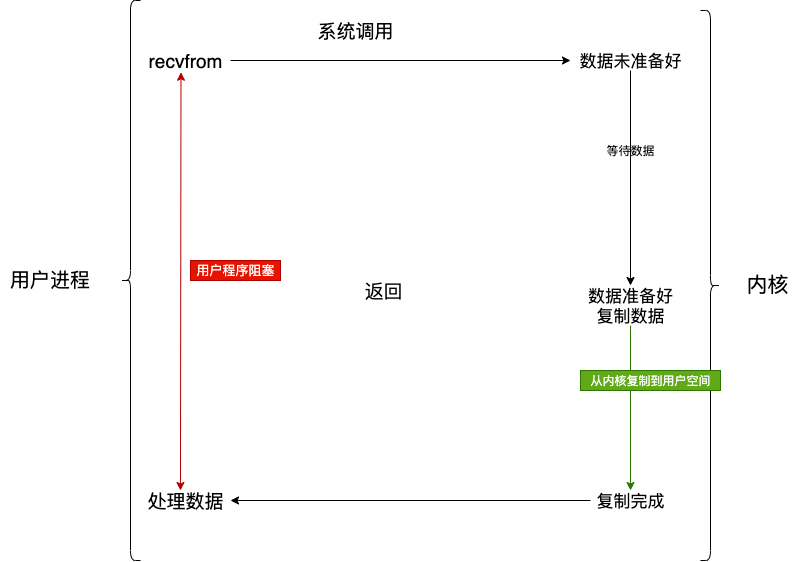 系统调用
recvfrom
数据未准备好
等待数据
用户程序阻塞
用户进程
返回
内核
数据准备好
复制数据
从内核复制到用户空间
处理数据
复制完成